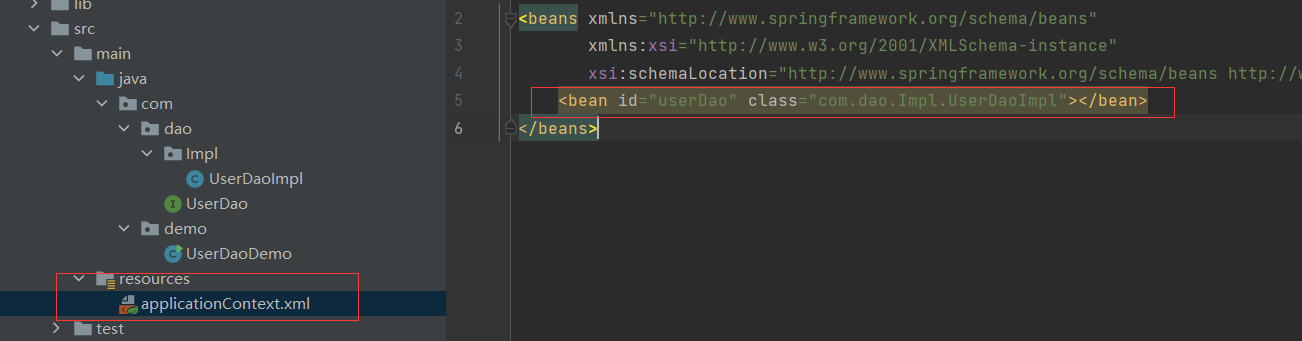 lib
src
main
java
com
dao
Impl
UserDaoImpl
UserDao
demo
UserDaoDemo
resources
applicationContext.xml
test
2 <beans xmlns="http://www.springframework.org/schema/beans"
3 xmlns:xsi="http://www.w3.org/2001/XMLSchema-instance"
4 xsi:schemaLocation="http://www.springframework.org/schema/beans http://w
5 <bean id="userDao" class="com.dao.Impl.UserDaoImpl"></bean>
6 </beans>